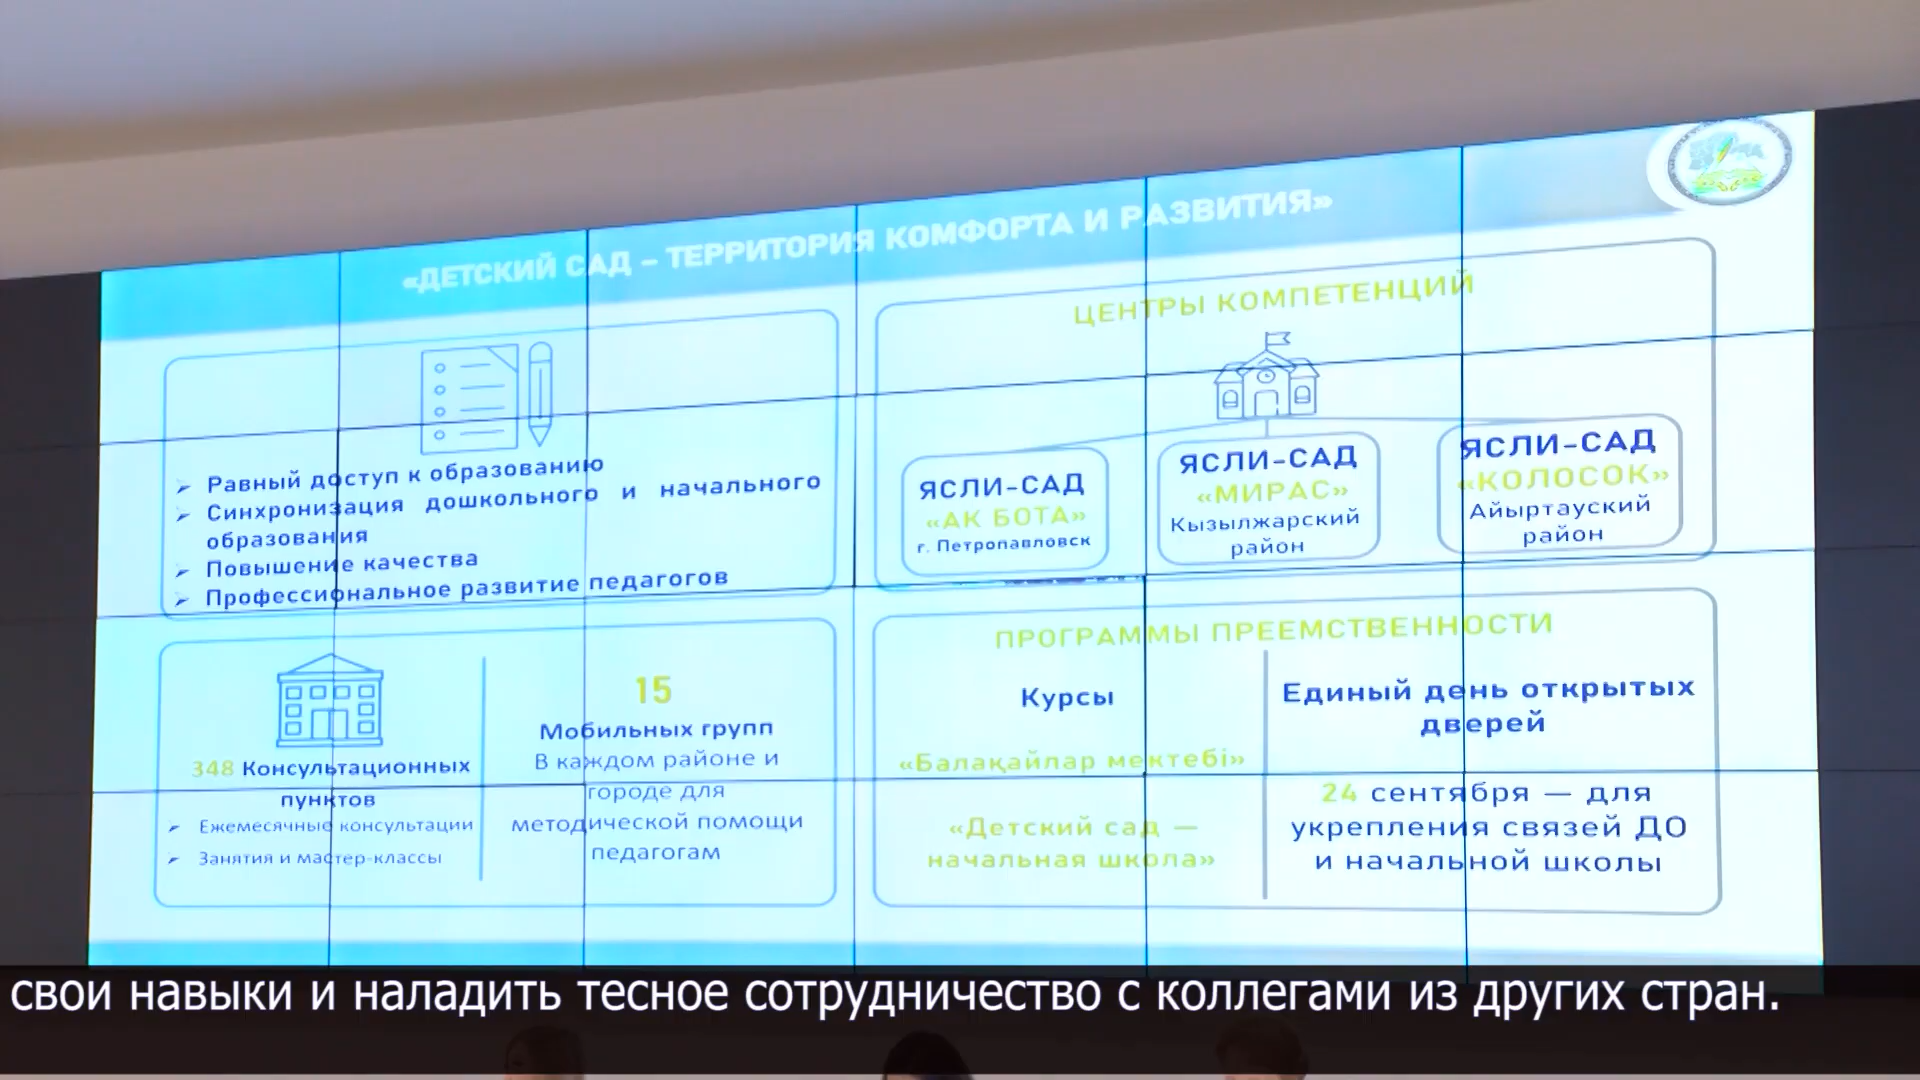 «ДЕТСКИЙ САД – ТЕРРИТОРИЯ КОМФОРТА И РАЗВИТИЯ»
Равный доступ к образованию
Синхронизация дошкольного и начального
образования
Повышение качества
Профессиональное развитие педагогов
ЦЕНТРЫ КОМПЕТЕНЦИЙ
ЯСЛИ-САД
«АК БОТА»
г. Петропавловск
ЯСЛИ-САД
«МИРАС»
Кызылжарский
район
ЯСЛИ-САД
«КОЛОСОК»
Айыртауский
район
348 Консультационных
пунктов
Ежемесячные консультации
Занятия и мастер-классы
15
Мобильных групп
В каждом районе и
городе для
методической помощи
педагогам
ПРОГРАММЫ ПРЕЕМСТВЕННОСТИ
Курсы
«Балақайлар мектебі»
«Детский сад —
начальная школа»
Единый день открытых
дверей
24 сентября — для
укрепления связей ДО
и начальной школы
свои навыки и наладить тесное сотрудничество с коллегами из других стран.